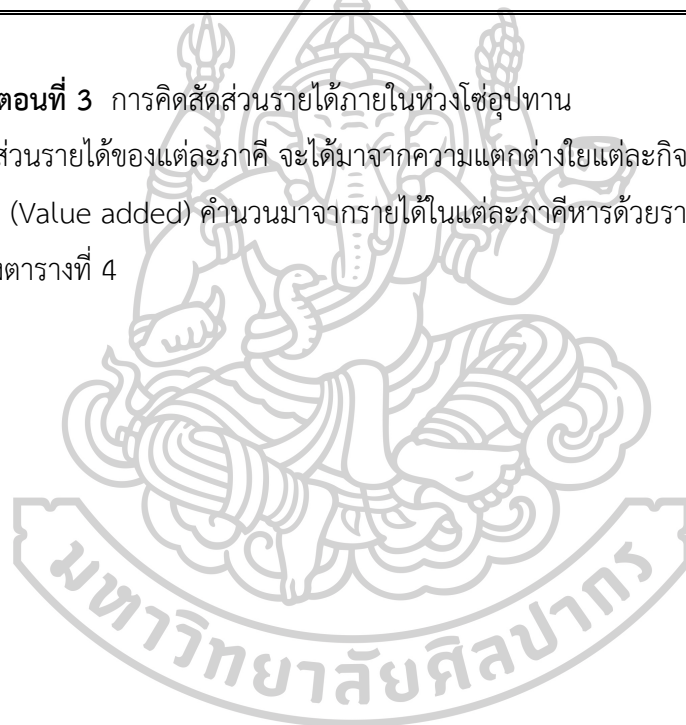 ตอนที่ 3 การคิดสัดส่วนรายได้ภายในห่วงโซ่อุปทาน
ส่วนรายได้ของแต่ละภาคี จะได้มาจากความแตกต่างใยแต่ละกิจ
(Value added) คำนวนมาจากรายได้ในแต่ละภาคีหารด้วยรา
งตารางที่ 4
มหาวิทยาลัยศิลปากร